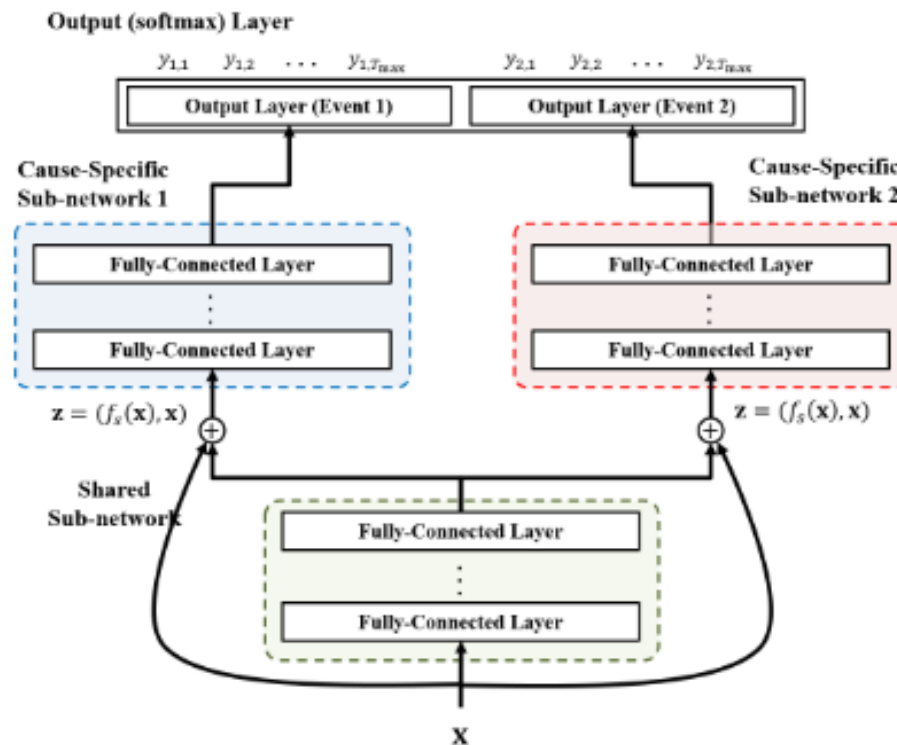 Output (softmax) Layer
y1,1 y1,2 ... y1,Tmax y2,1 y2,2 ... y2,Tmax
Output Layer (Event 1) Output Layer (Event 2)
Cause-Specific
Sub-network 1
Cause-Specific
Sub-network 2
Fully-Connected Layer Fully-Connected Layer
⋮ ⋮
Fully-Connected Layer Fully-Connected Layer
z = (fs(x), x) z = (fs(x), x)
Shared
Sub-network
Fully-Connected Layer
⋮
Fully-Connected Layer
x